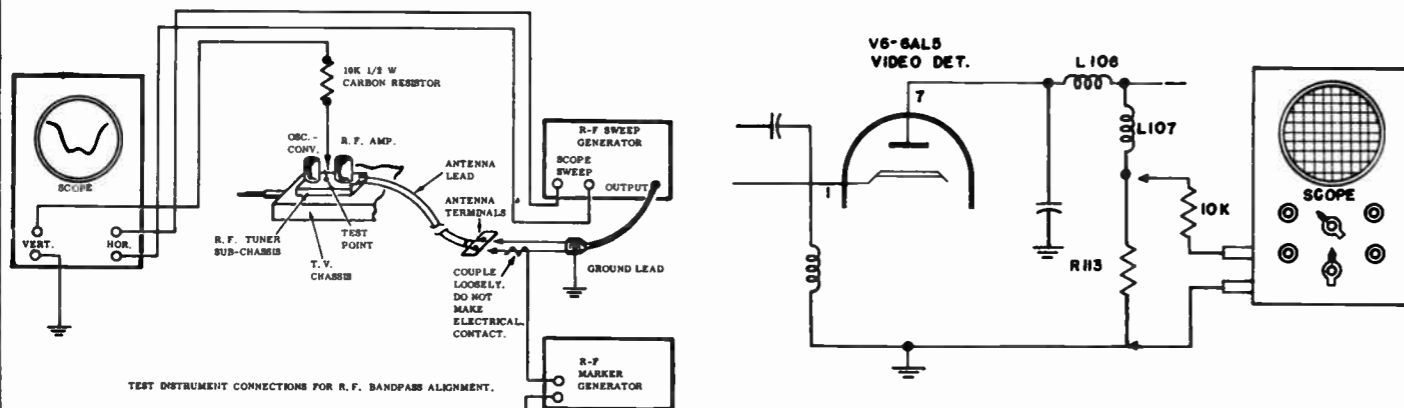 10K 1/2 W
CARBON RESISTOR
OSC.-
CONV.
R.F. AMP.
SCOPE
VERT.
HOR.
R.F. TUNER
SUB-CHASSIS
T.V.
CHASSIS
TEST
POINT
ANTENNA
LEAD
ANTENNA
TERMINALS
COUPLE
LOOSELY.
DO NOT
MAKE
ELECTRICAL
CONTACT.
R-F SWEEP
GENERATOR
SCOPE
SWEEP
OUTPUT
GROUND LEAD
R-F
MARKER
GENERATOR
TEST INSTRUMENT CONNECTIONS FOR R.F. BANDPASS ALIGNMENT.
V6-6AL5
VIDEO DET.
7
1
L106
L107
R113
10K
SCOPE